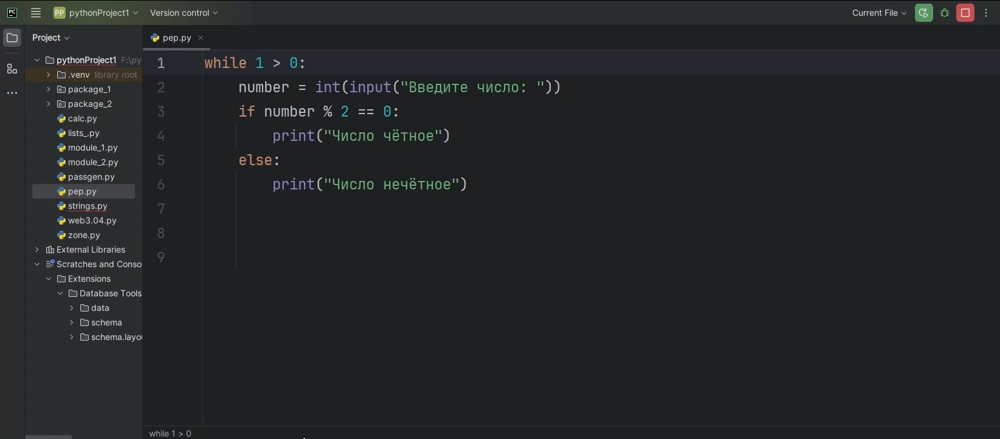 PC PP pythonProject1 Version control Current File
Project
pep.py
pythonProject1 F:\py
.venv library root
package_1
package_2
calc.py
lists_.py
module_1.py
module_2.py
passgen.py
pep.py
strings.py
web3.04.py
zone.py
External Libraries
Scratches and Conso
Extensions
Database Tools
data
schema
schema.layou
1 while 1 > 0:
2 number = int(input("Введите число: "))
3 if number % 2 == 0:
4 print("Число чётное")
5 else:
6 print("Число нечётное")
7
8
9
while 1 > 0